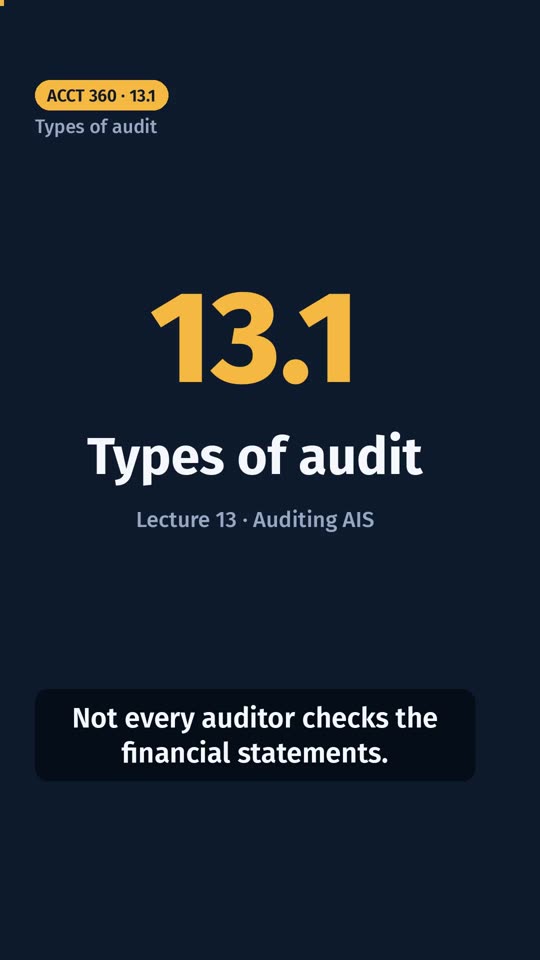 ACCT 360 · 13.1
Types of audit
13.1
Types of audit
Lecture 13 · Auditing AIS
Not every auditor checks the
financial statements.